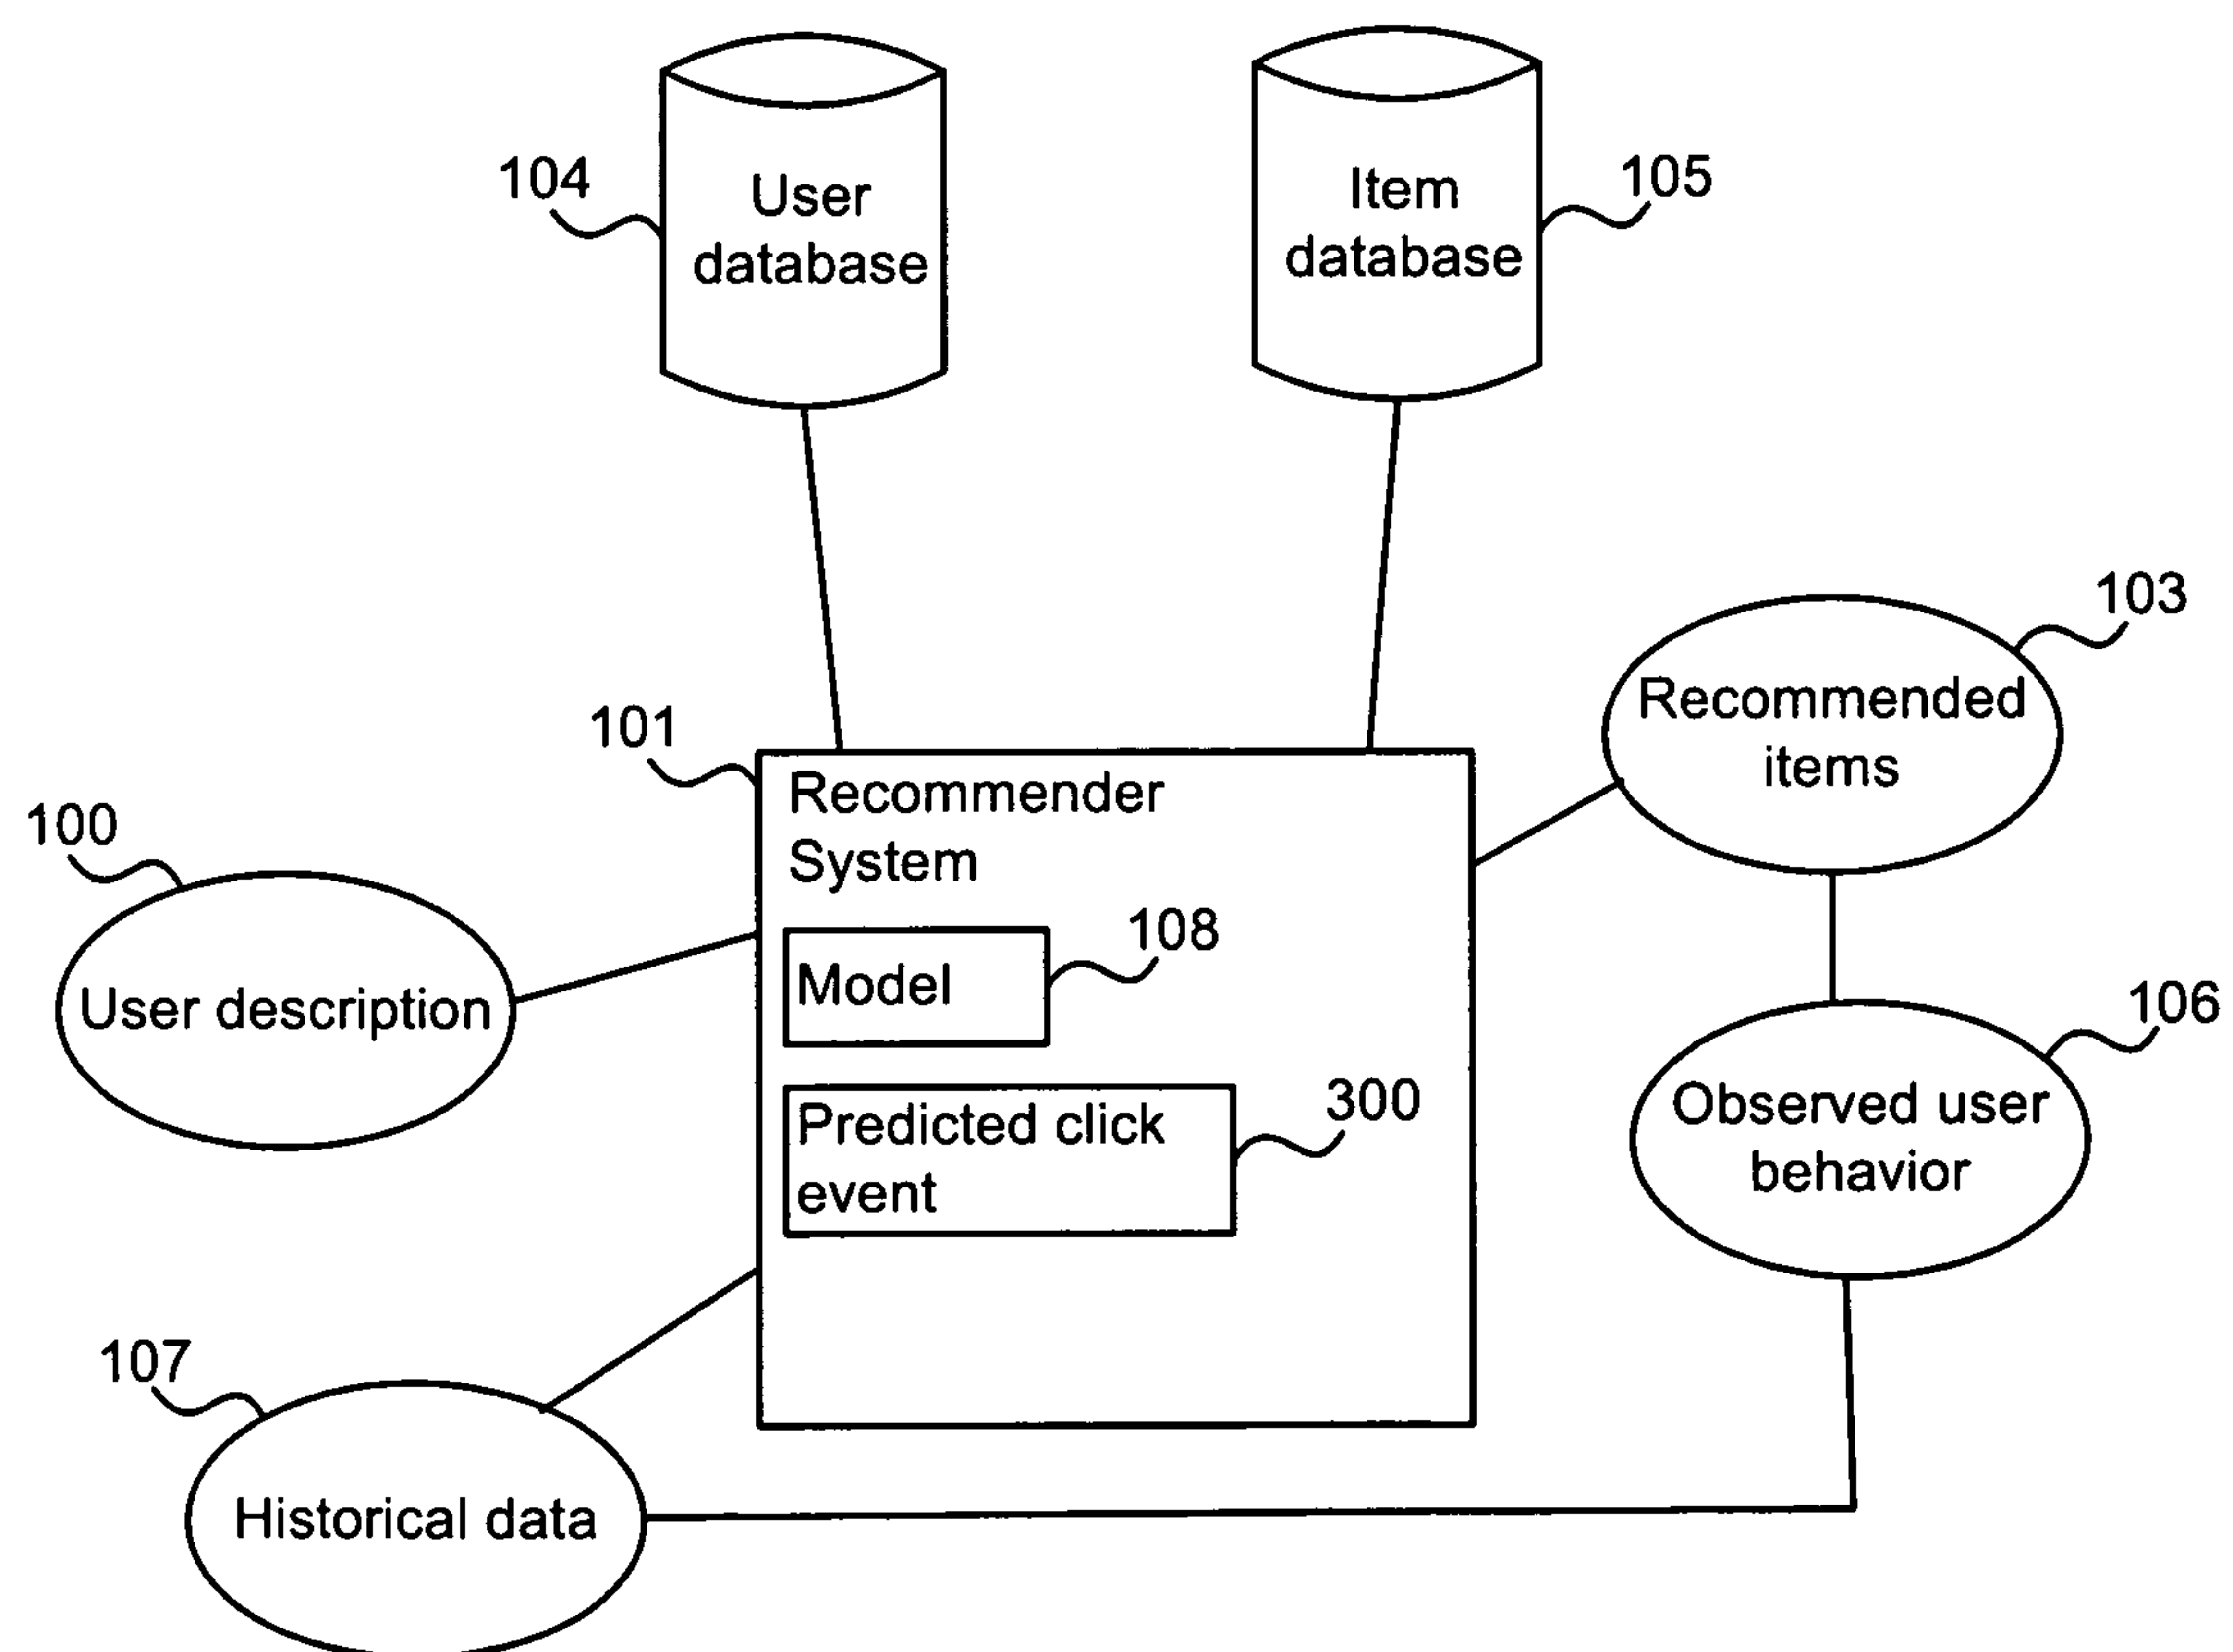 104
User
database
Item
database
105
103
Recommended
items
101
Recommender
System
100
User description
Model
108
106
Observed user
behavior
Predicted click
event
300
107
Historical data